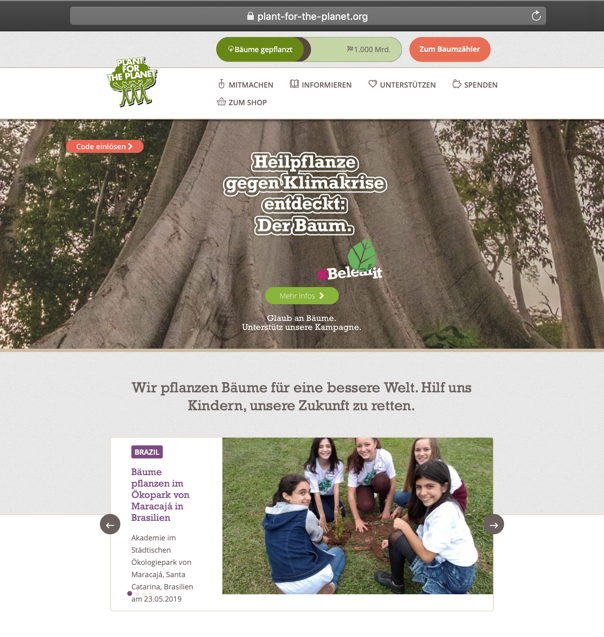 plant-for-the-planet.org
Bäume gepflanzt
1.000 Mrd.
Zum Baumzähler
PLANT
FOR
THE PLANET
MITMACHEN
INFORMIEREN
UNTERSTÜTZEN
SPENDEN
ZUM SHOP
Code einlösen
Heilpflanze
gegen Klimakrise
entdeckt:
Der Baum.
#Beleafit
Mehr Infos
Glaub an Bäume.
Unterstütz unsere Kampagne.
Wir pflanzen Bäume für eine bessere Welt. Hilf uns
Kindern, unsere Zukunft zu retten.
BRAZIL
Bäume
pflanzen im
Ökopark von
Maracajá in
Brasilien
Akademie im
Städtischen
Ökologiepark von
Maracajá, Santa
Catarina, Brasilien
am 23.05.2019